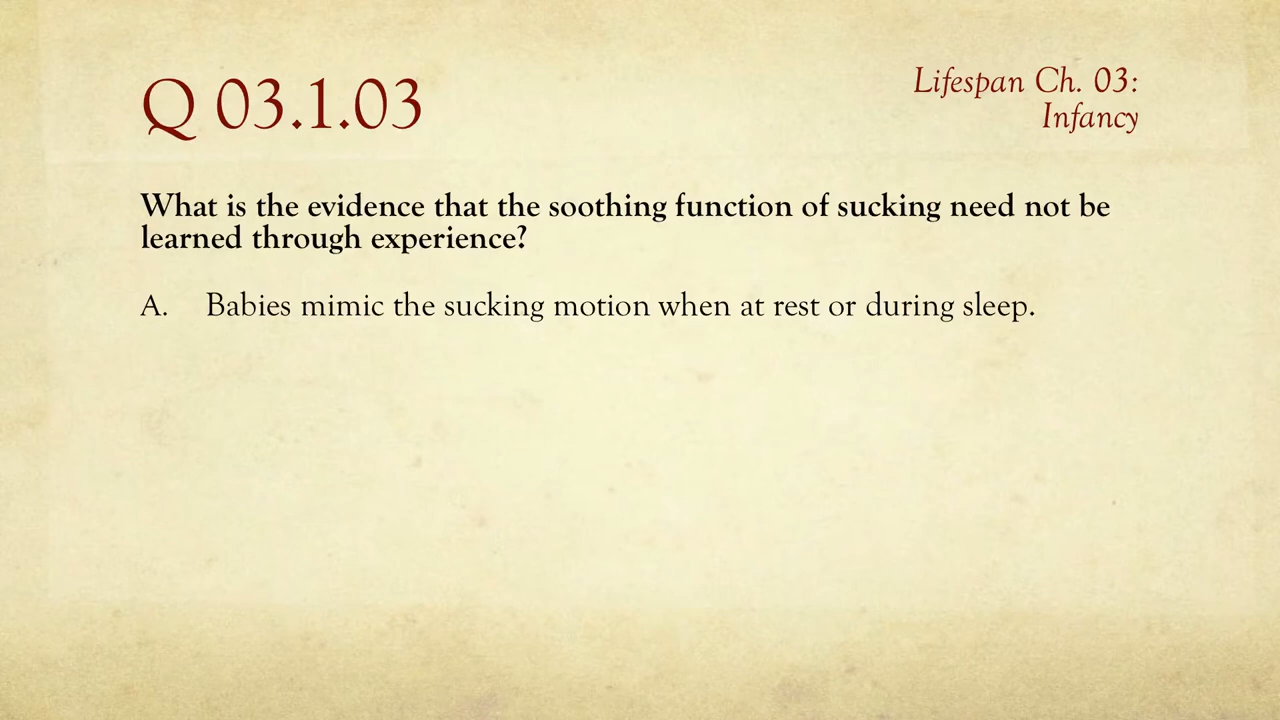 Q 03.1.03
Lifespan Ch. 03:
Infancy
What is the evidence that the soothing function of sucking need not be
learned through experience?
A. Babies mimic the sucking motion when at rest or during sleep.